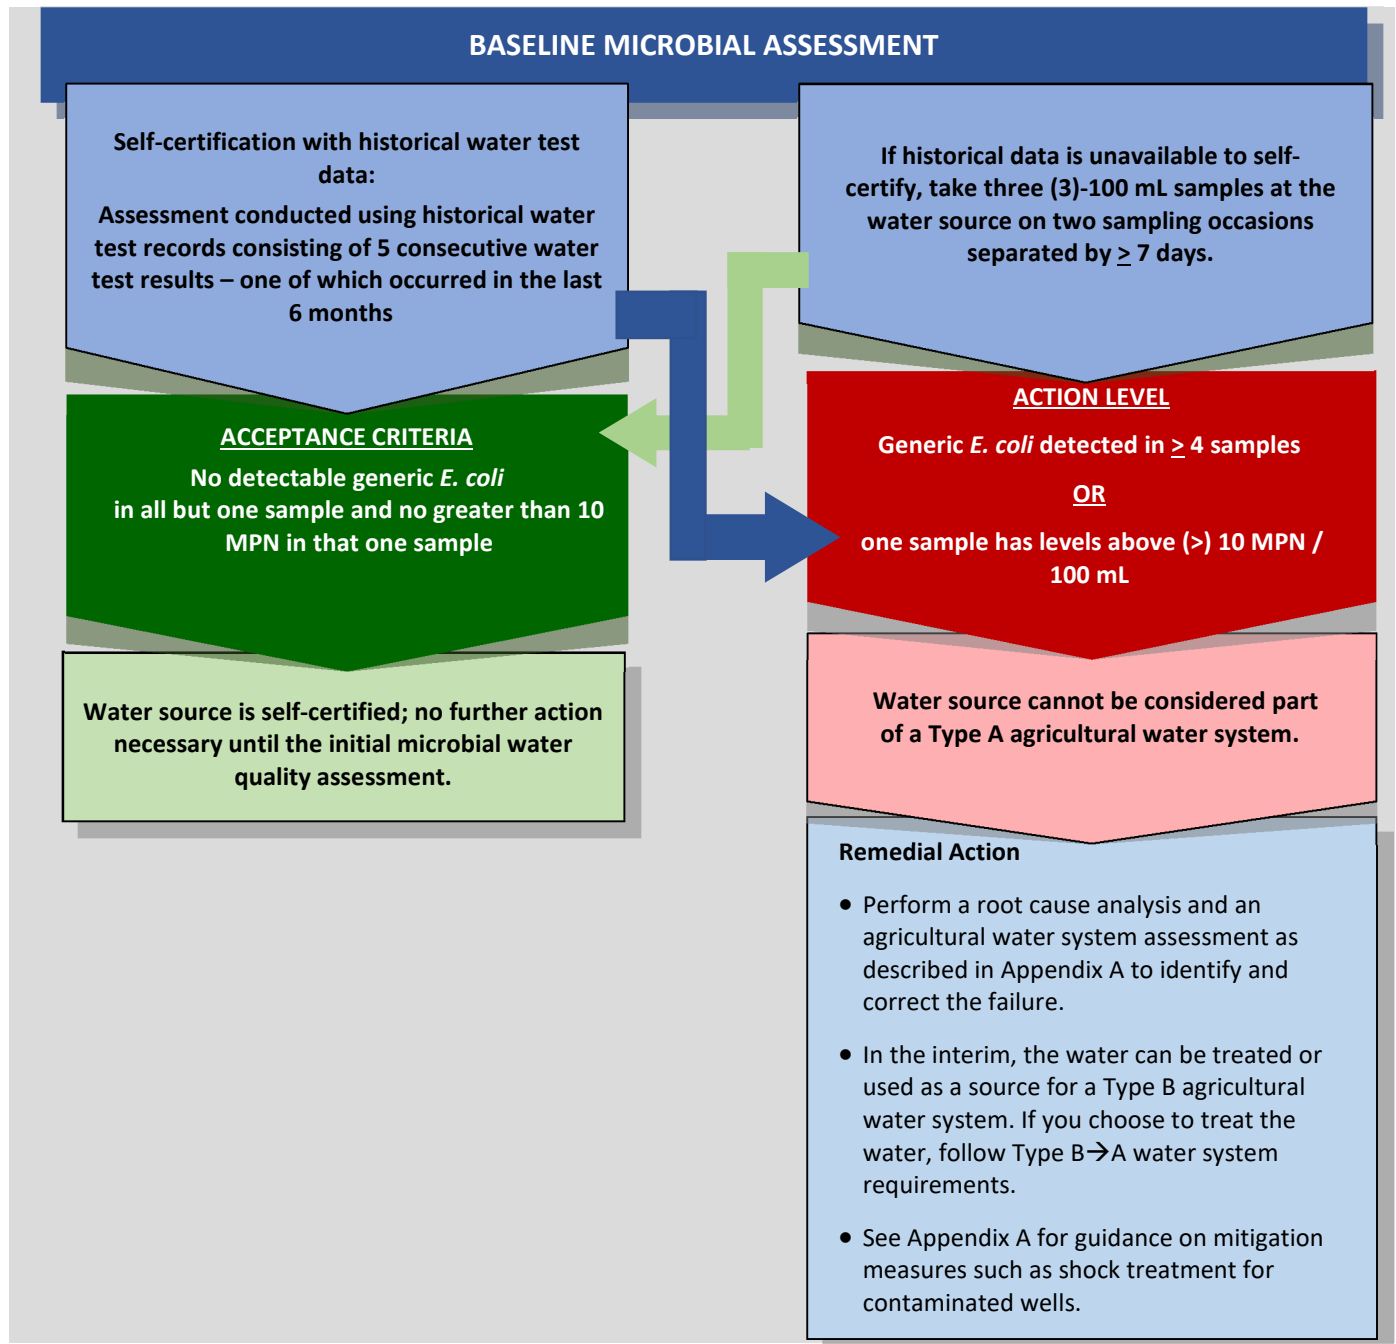 BASELINE MICROBIAL ASSESSMENT
Self-certification with historical water test
data:
Assessment conducted using historical water
test records consisting of 5 consecutive water
test results – one of which occurred in the last
6 months
If historical data is unavailable to self-
certify, take three (3)-100 mL samples at the
water source on two sampling occasions
separated by > 7 days.
ACCEPTANCE CRITERIA
No detectable generic E. coli
in all but one sample and no greater than 10
MPN in that one sample
ACTION LEVEL
Generic E. coli detected in > 4 samples
OR
one sample has levels above (>) 10 MPN /
100 mL
Water source is self-certified; no further action
necessary until the initial microbial water
quality assessment.
Water source cannot be considered part
of a Type A agricultural water system.
Remedial Action
• Perform a root cause analysis and an
agricultural water system assessment as
described in Appendix A to identify and
correct the failure.
• In the interim, the water can be treated or
used as a source for a Type B agricultural
water system. If you choose to treat the
water, follow Type B→A water system
requirements.
• See Appendix A for guidance on mitigation
measures such as shock treatment for
contaminated wells.